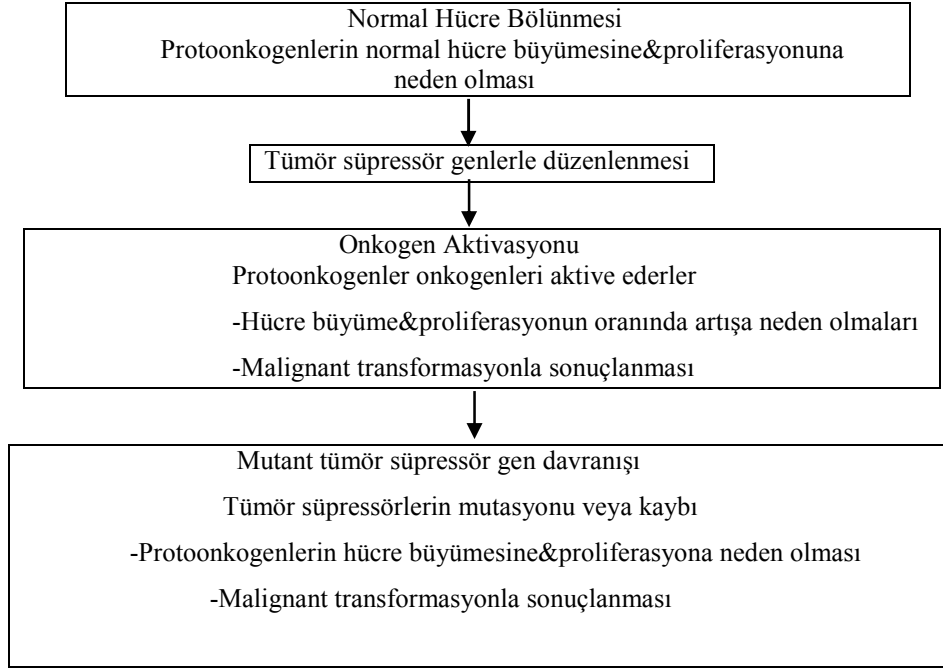 Normal Hücre Bölünmesi
Protoonkogenlerin normal hücre büyümesine&proliferasyonuna
neden olması
Tümör süpressör genlerle düzenlenmesi
Onkogen Aktivasyonu
Protoonkogenler onkogenleri aktive ederler
-Hücre büyüme&proliferasyonun oranında artışa neden olmaları
-Malignant transformasyonla sonuçlanması
Mutant tümör süpressör gen davranışı
Tümör süpressörlerin mutasyonu veya kaybı
-Protoonkogenlerin hücre büyümesine&proliferasyona neden olması
-Malignant transformasyonla sonuçlanması